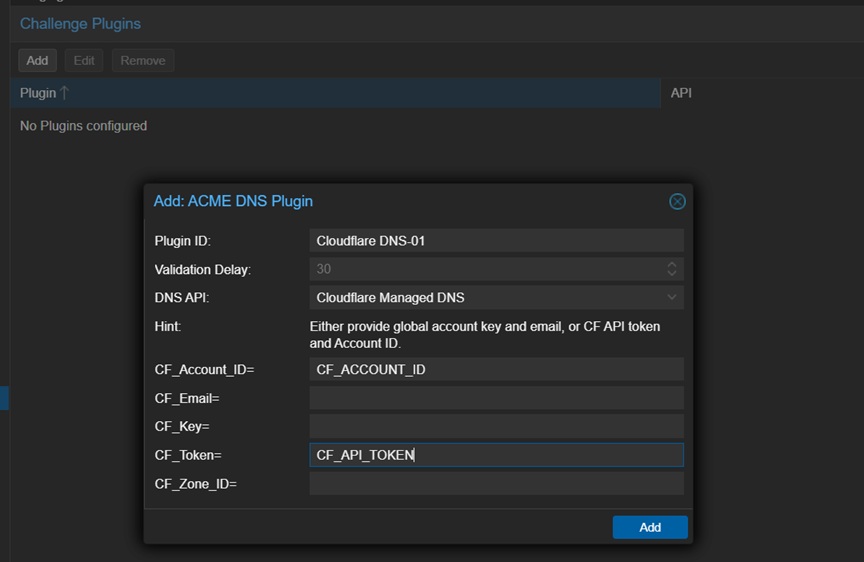 Challenge Plugins
Add Edit Remove
Plugin ↑ API
No Plugins configured
Add: ACME DNS Plugin
Plugin ID: Cloudflare DNS-01
Validation Delay: 30
DNS API: Cloudflare Managed DNS
Hint: Either provide global account key and email, or CF API token
and Account ID.
CF_Account_ID= CF_ACCOUNT_ID
CF_Email=
CF_Key=
CF_Token= CF_API_TOKEN
CF_Zone_ID=
Add